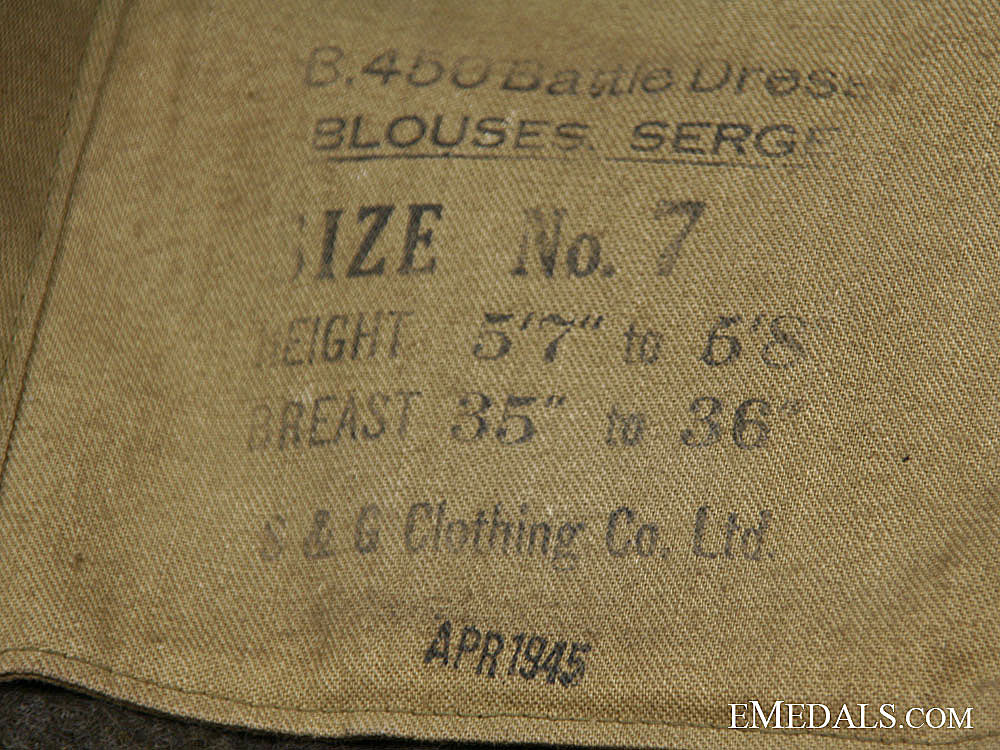 B.450 Battle Dress
BLOUSES, SERGE
SIZE No. 7
HEIGHT 5'7" to 5'8
BREAST 35" to 36"
S & G Clothing Co. Ltd.
APR 1945
EMEDALS.COM